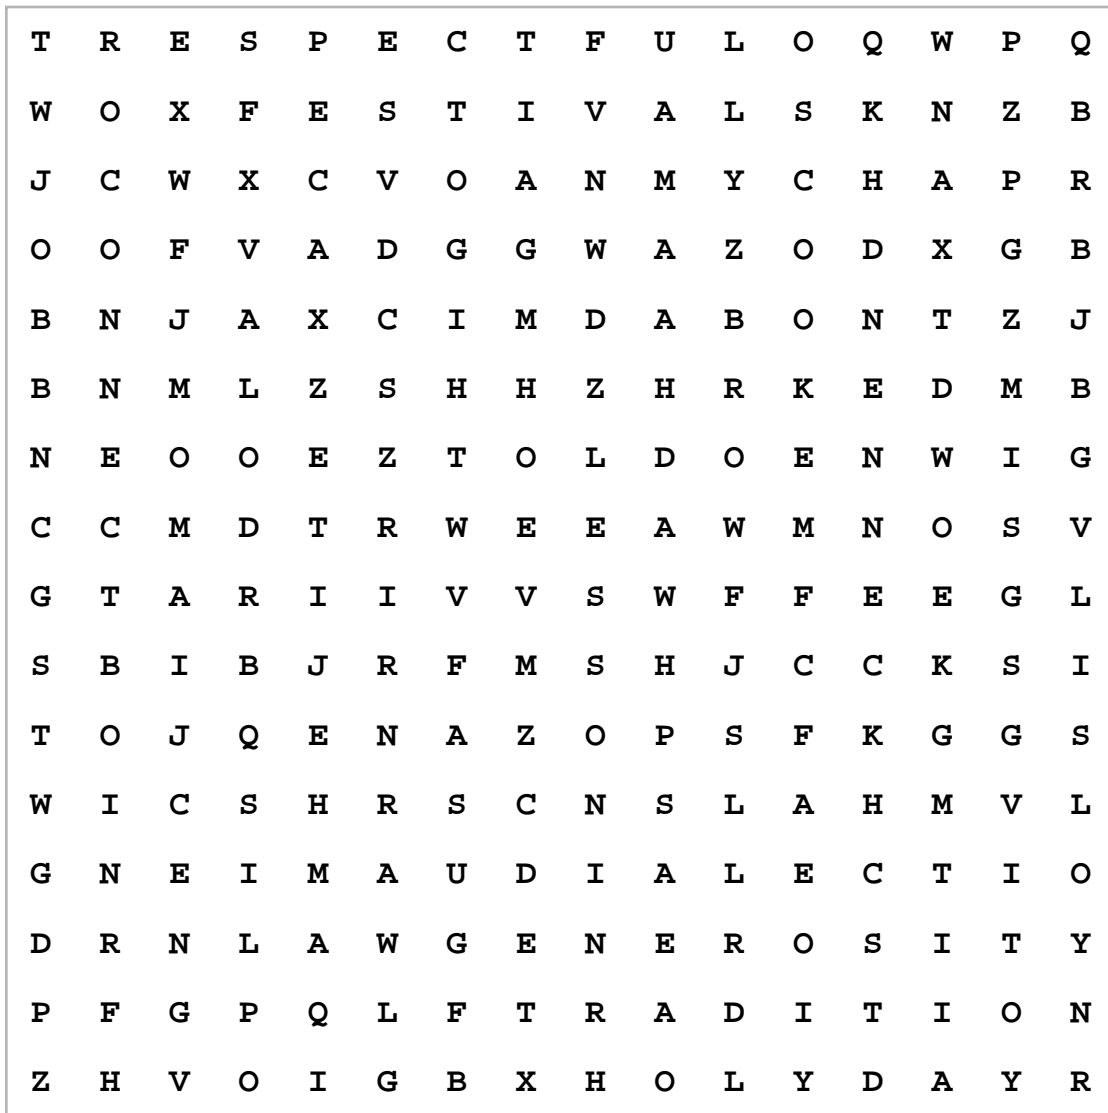 T R E S P E C T F U L O Q W P Q
W O X F E S T I V A L S K N Z B
J C W X C V O A N M Y C H A P R
O O F V A D G G W A Z O D X G B
B N J A X C I M D A B O N T Z J
B N M L Z S H H Z H R K E D M B
N E O O E Z T O L D O E N W I G
C C M D T R W E E A W M N O S V
G T A R I I V V S W F F E E G L
S B I B J R F M S H J C C K S I
T O J Q E N A Z O P S F K G G S
W I C S H R S C N S L A H M V L
G N E I M A U D I A L E C T I O
D R N L A W G E N E R O S I T Y
P F G P Q L F T R A D I T I O N
Z H V O I G B X H O L Y D A Y R